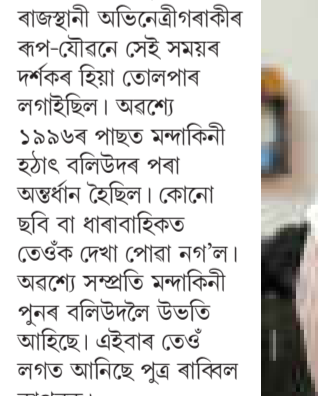 ৰাজস্থানী অভিনেত্ৰীগৰাকীৰ
ৰূপ-যৌৱনে সেই সময়ৰ
দৰ্শকৰ হিয়া তোলপাৰ
লগাইছিল। অৱশ্যে
১৯৯৬ৰ পাছত মন্দাকিনী
হঠাৎ বলিউদৰ পৰা
অন্তৰ্ধান হৈছিল। কোনো
ছবি বা ধাৰাবাহিকত
তেওঁক দেখা পোৱা নগ'ল।
অৱশ্যে সম্প্ৰতি মন্দাকিনী
পুনৰ বলিউদলৈ উভতি
আহিছে। এইবাৰ তেওঁ
লগত আনিছে পুত্ৰ ৰাব্বিল